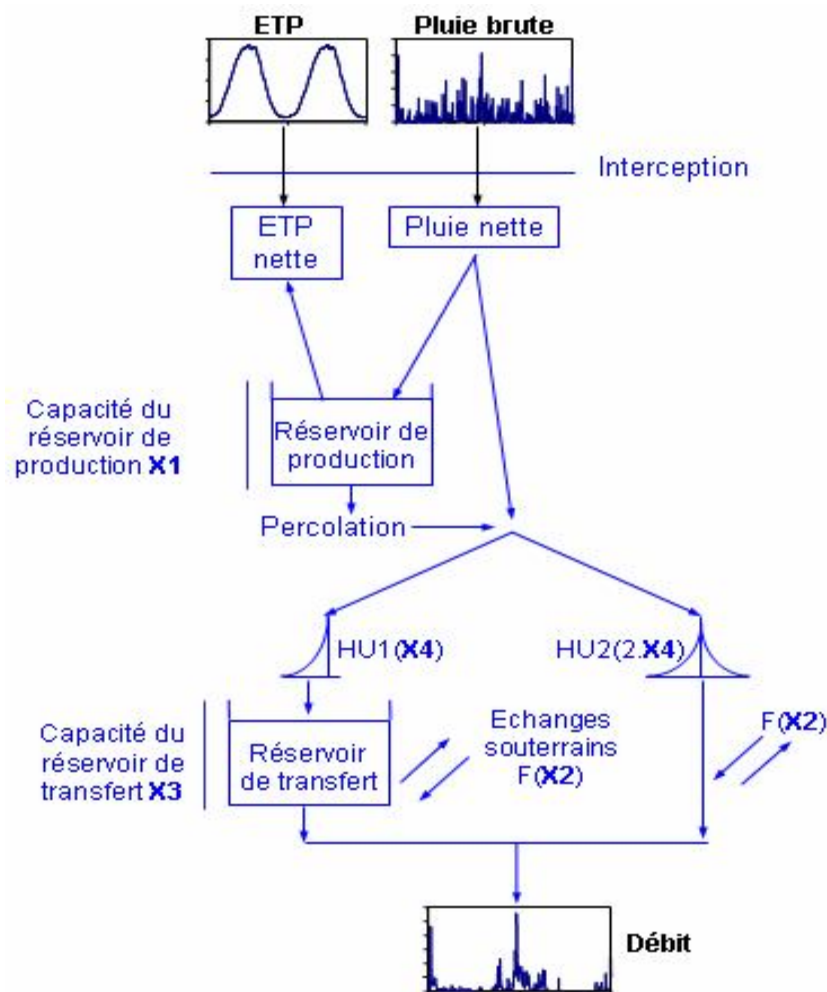 ETP
Pluie brute
Interception
ETP
nette
Pluie nette
Capacité du
réservoir de
production X1
Réservoir de
production
Percolation
HU1(X4)
HU2(2.X4)
Capacité du
réservoir de
transfert X3
Réservoir
de transfert
Echanges
souterrains
F(X2)
F(X2)
Débit